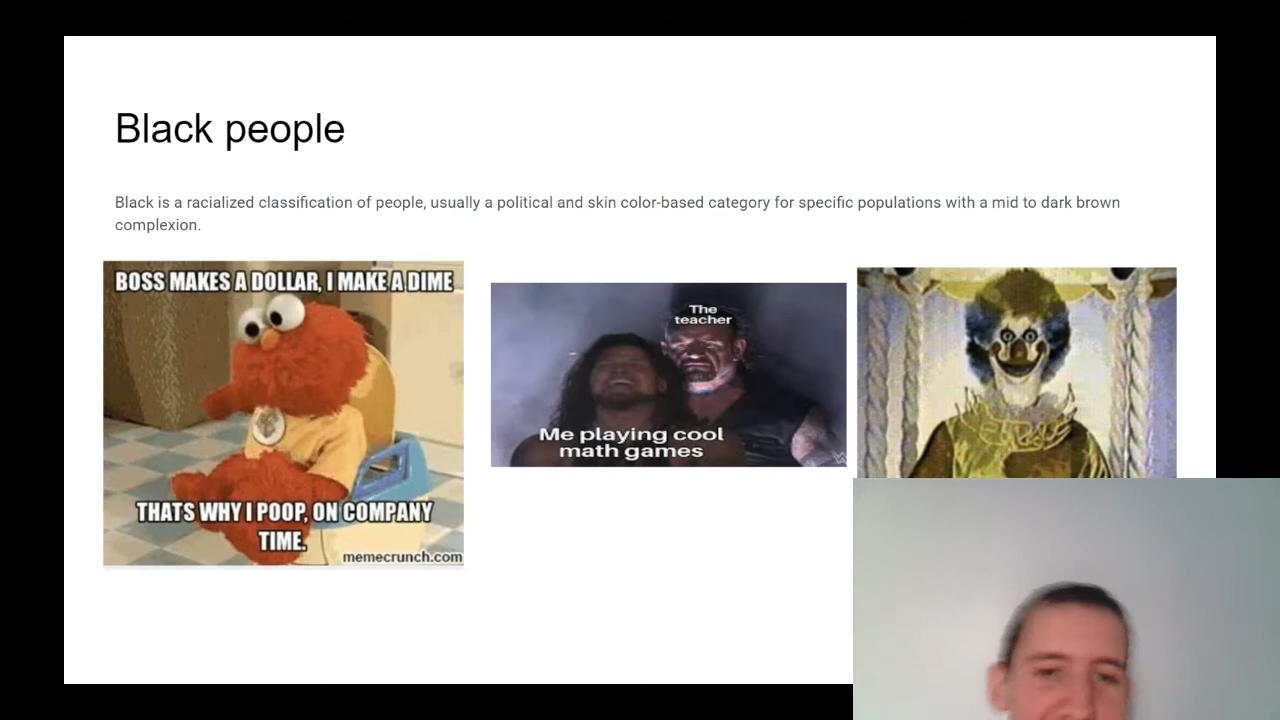 Black people
Black is a racialized classification of people, usually a political and skin color-based category for specific populations with a mid to dark brown
complexion.
BOSS MAKES A DOLLAR, I MAKE A DIME
THATS WHY I POOP, ON COMPANY
TIME.
memecrunch.com
The
teacher
Me playing cool
math games